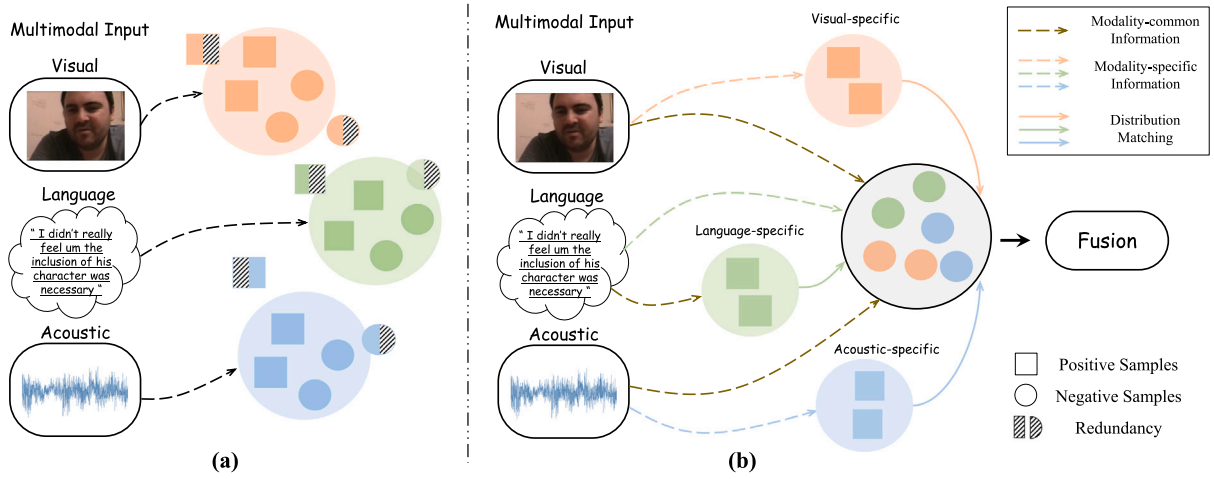 Multimodal Input
Visual
Language
“ I didn't really
feel um the
inclusion of his
character was
necessary “
Acoustic
(a)
Multimodal Input
Visual
Language
“ I didn't really
feel um the
inclusion of his
character was
necessary “
Acoustic
Visual-specific
Language-specific
Acoustic-specific
Fusion
(b)
Modality-common
Information
Modality-specific
Information
Distribution
Matching
Positive Samples
Negative Samples
Redundancy